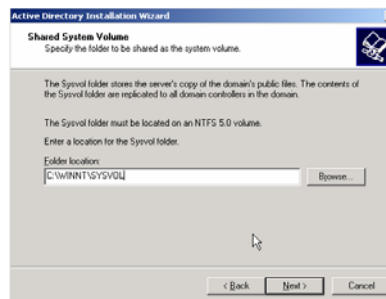 Active Directory Installation Wizard
Shared System Volume
Specify the folder to be shared as the system volume.
The Sysvol folder stores the server's copy of the domain's public files. The contents of
the Sysvol folder are replicated to all domain controllers in the domain.
The Sysvol folder must be located on an NTFS 5.0 volume.
Enter a location for the Sysvol folder.
Folder location:
C:\WINNT\SYSVOL
Browse...
< Back
Next >
Cancel